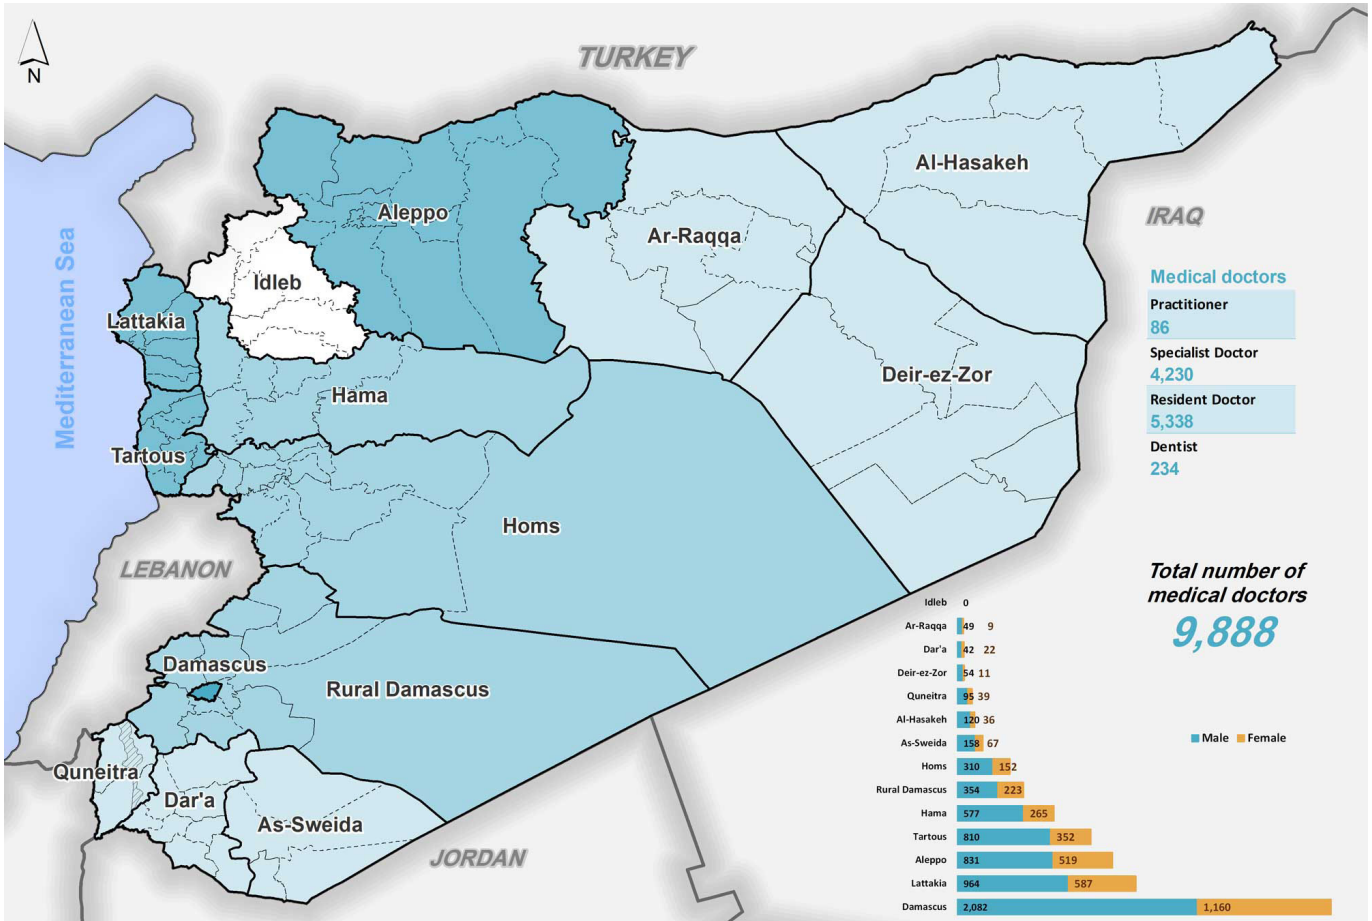 TURKEY
N
Al-Hasakeh
Aleppo
IRAQ
Ar-Raqqa
Mediterranean Sea
Idleb
Lattakia
Deir-ez-Zor
Hama
Tartous
Homs
LEBANON
Damascus
Rural Damascus
Quneitra
Dar'a
As-Sweida
JORDAN
Medical doctors
Practitioner
86
Specialist Doctor
4,230
Resident Doctor
5,338
Dentist
234
Total number of
medical doctors
9,888
Idleb 0
Ar-Raqqa 49 9
Dar'a 42 22
Deir-ez-Zor 54 11
Quneitra 95 39
Al-Hasakeh 120 36
As-Sweida 158 67
Homs 310 152
Rural Damascus 354 223
Hama 577 265
Tartous 810 352
Aleppo 831 519
Lattakia 964 587
Damascus 2,082 1,160
Male Female